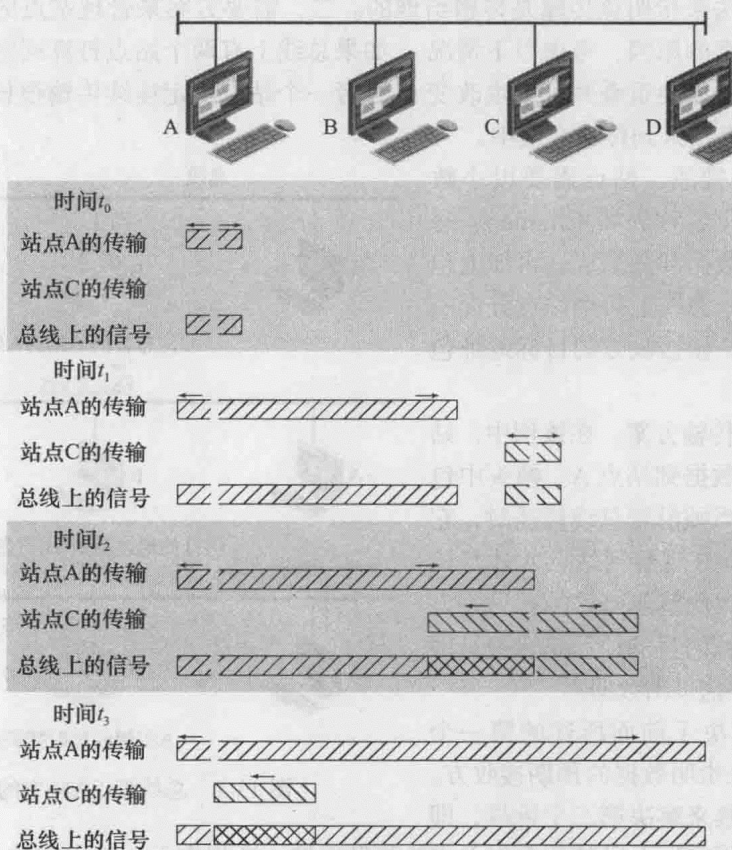 A B C D
时间t₀
站点A的传输
站点C的传输
总线上的信号
时间t₁
站点A的传输
站点C的传输
总线上的信号
时间t₂
站点A的传输
站点C的传输
总线上的信号
时间t₃
站点A的传输
站点C的传输
总线上的信号